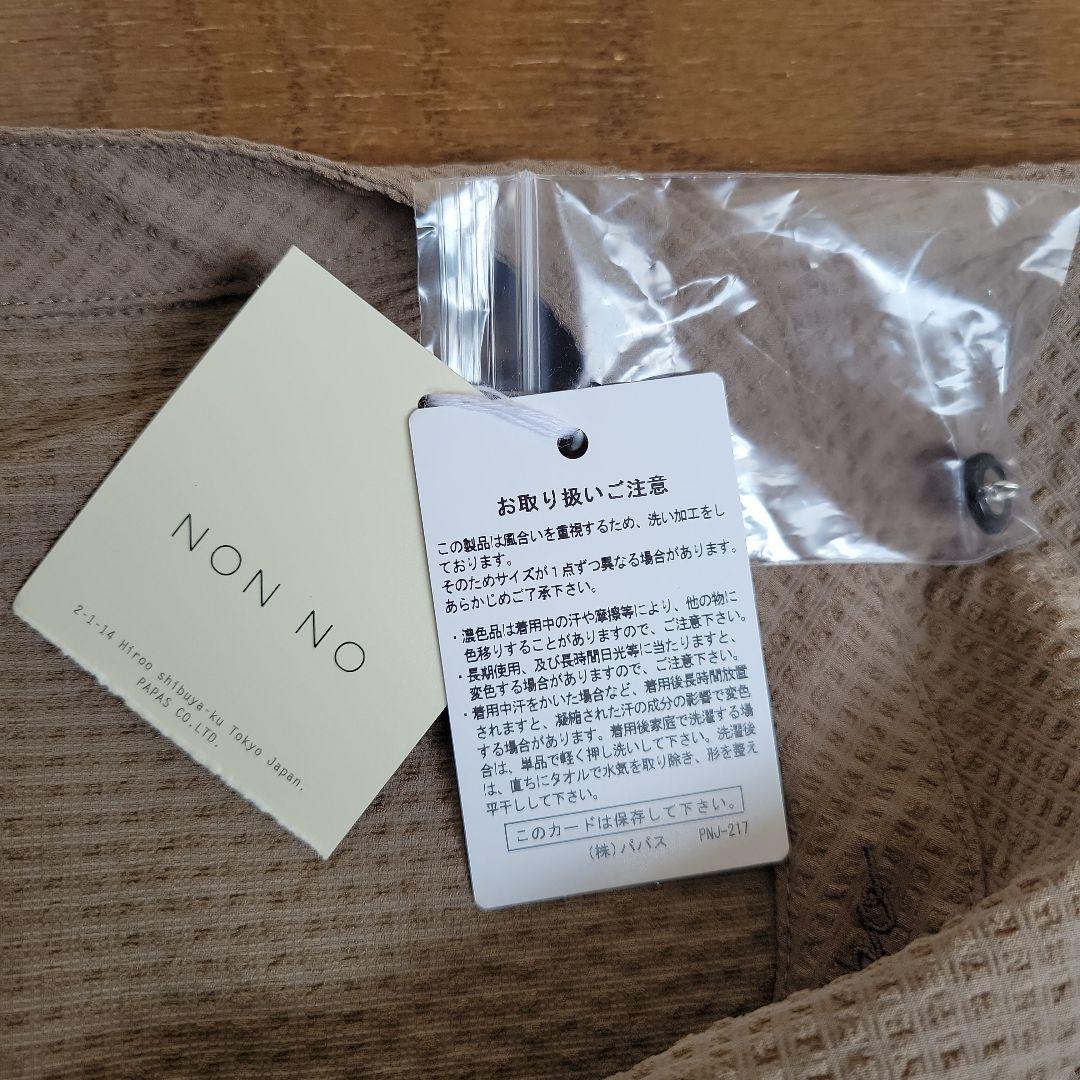 NON NO
2-1-14 Hiroo shibuya-ku Tokyo Japan.
PAPAS CO.LTD.
お取り扱いご注意
この製品は風合いを重視するため、洗い加工をし
ております。
そのためサイズが1点ずつ異なる場合があります。
あらかじめご了承下さい。
・濃色品は着用中の汗や摩擦等により、他の物に
色移りすることがありますので、ご注意下さい。
・長期使用、及び長時間日光等に当たりますと、
変色する場合がありますので、ご注意下さい。
・着用中汗をかいた場合など、着用後長時間放置
されますと、凝縮された汗の成分の影響で変色
する場合があります。着用後家庭で洗濯する場
合は、単品で軽く押し洗いして下さい。洗濯後
は、直ちにタオルで水気を取り除き、形を整え
平干しして下さい。
このカードは保存して下さい。
(株)パパス PNJ-217